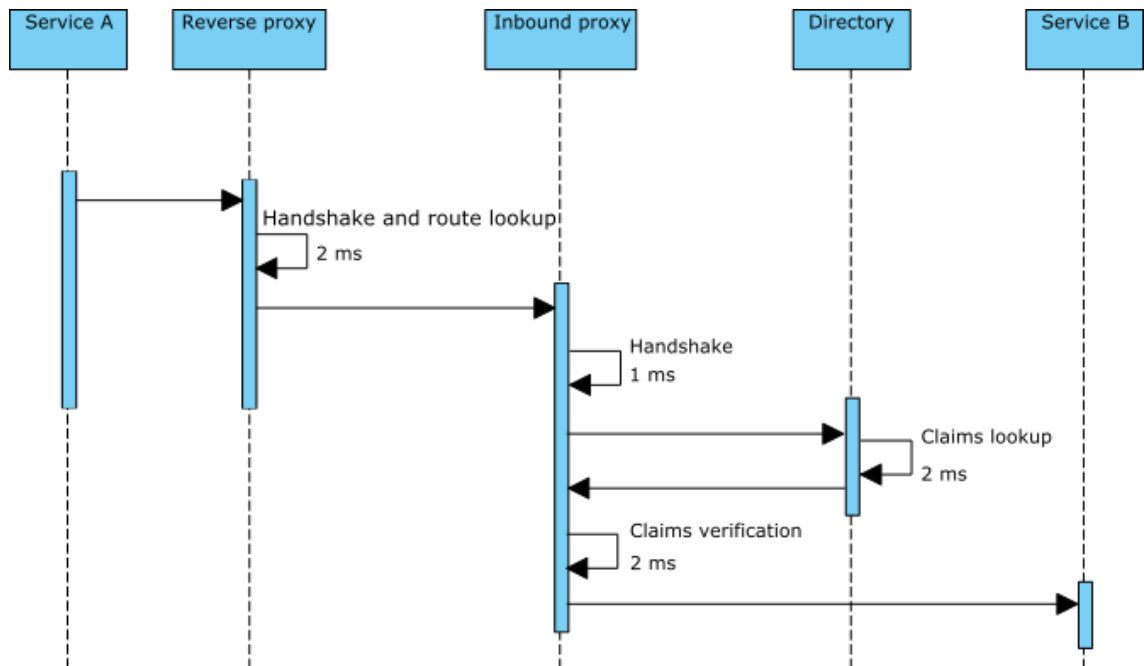 Service A
Reverse proxy
Inbound proxy
Directory
Service B
Handshake and route lookup
2 ms
Handshake
1 ms
Claims lookup
2 ms
Claims verification
2 ms